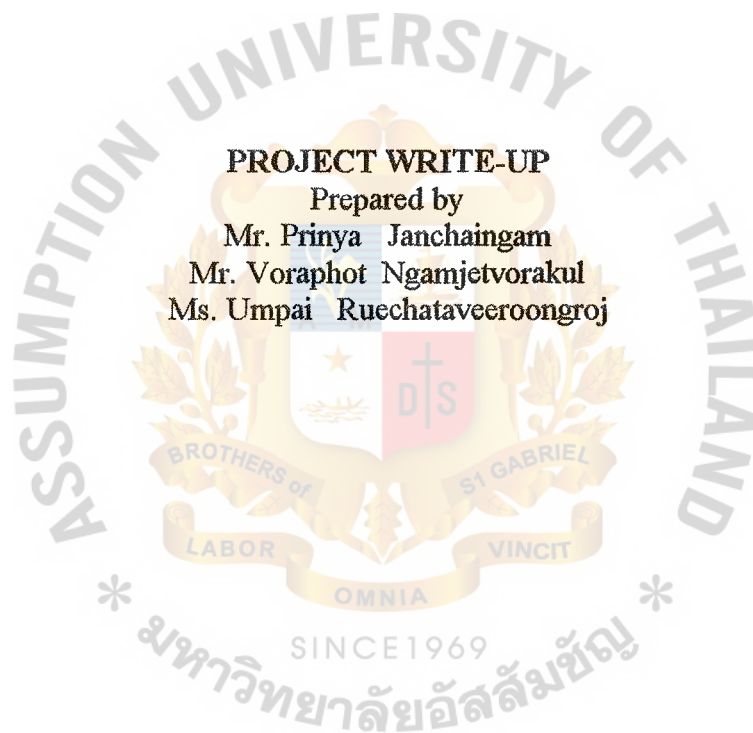 ASSUMPTION UNIVERSITY OF THAILAND
PROJECT WRITE-UP
Prepared by
Mr. Prinya Janchaingam
Mr. Voraphot Ngamjetvorakul
Ms. Umpai Ruechataveeroongroj
A M
D S
BROTHERS of
S1 GABRIEL
LABOR
VINCIT
OMNIA
* *
SINCE1969
มหาวิทยาลัยอัสสัมชัญ